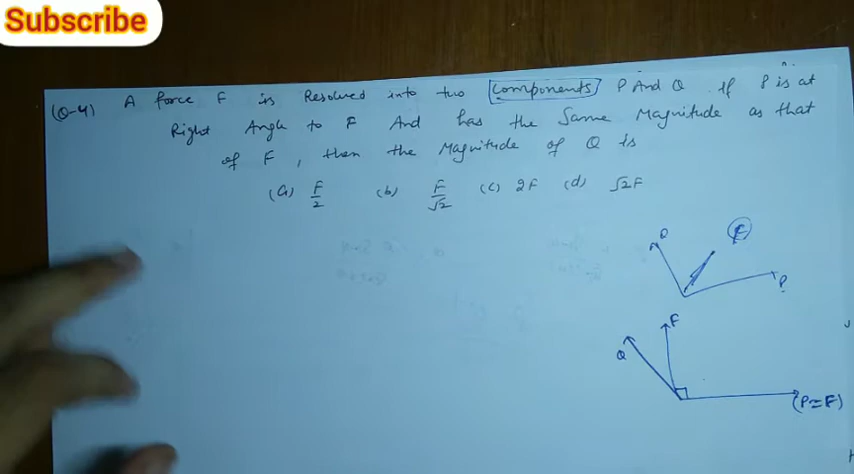 Subscribe
(Q-4) A force F is Resolved into two components P And Q. If P is at
Right Angle to F And has the Same Magnitude as that
of F, then the Magnitude of Q is
(a) F/2 (b) F/√2 (c) 2F (d) √2F
Q F
P
F
Q
(P=F)